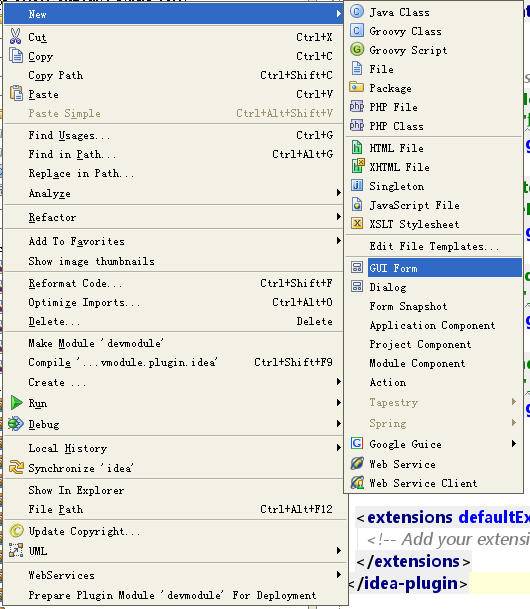 New
Cut Ctrl+X
Copy Ctrl+C
Copy Path Ctrl+Shift+C
Paste Ctrl+V
Paste Simple Ctrl+Alt+Shift+V
Find Usages... Ctrl+G
Find in Path... Ctrl+Alt+G
Replace in Path...
Analyze
Refactor
Add To Favorites
Show image thumbnails
Reformat Code... Ctrl+Shift+F
Optimize Imports... Ctrl+Alt+O
Delete... Delete
Make Module 'devmodule'
Compile '...vmodule.plugin.idea' Ctrl+Shift+F9
Create ...
Run
Debug
Local History
Synchronize 'idea'
Show In Explorer
File Path Ctrl+Alt+F12
Update Copyright...
UML
WebServices
Prepare Plugin Module 'devmodule' For Deployment
Java Class
Groovy Class
Groovy Script
File
Package
PHP File
PHP Class
HTML File
XHTML File
Singleton
JavaScript File
XSLT Stylesheet
Edit File Templates...
GUI Form
Dialog
Form Snapshot
Application Component
Project Component
Module Component
Action
Tapestry
Spring
Google Guice
Web Service
Web Service Client
<extensions defaultEx
<!-- Add your extensi
</extensions>
</idea-plugin>